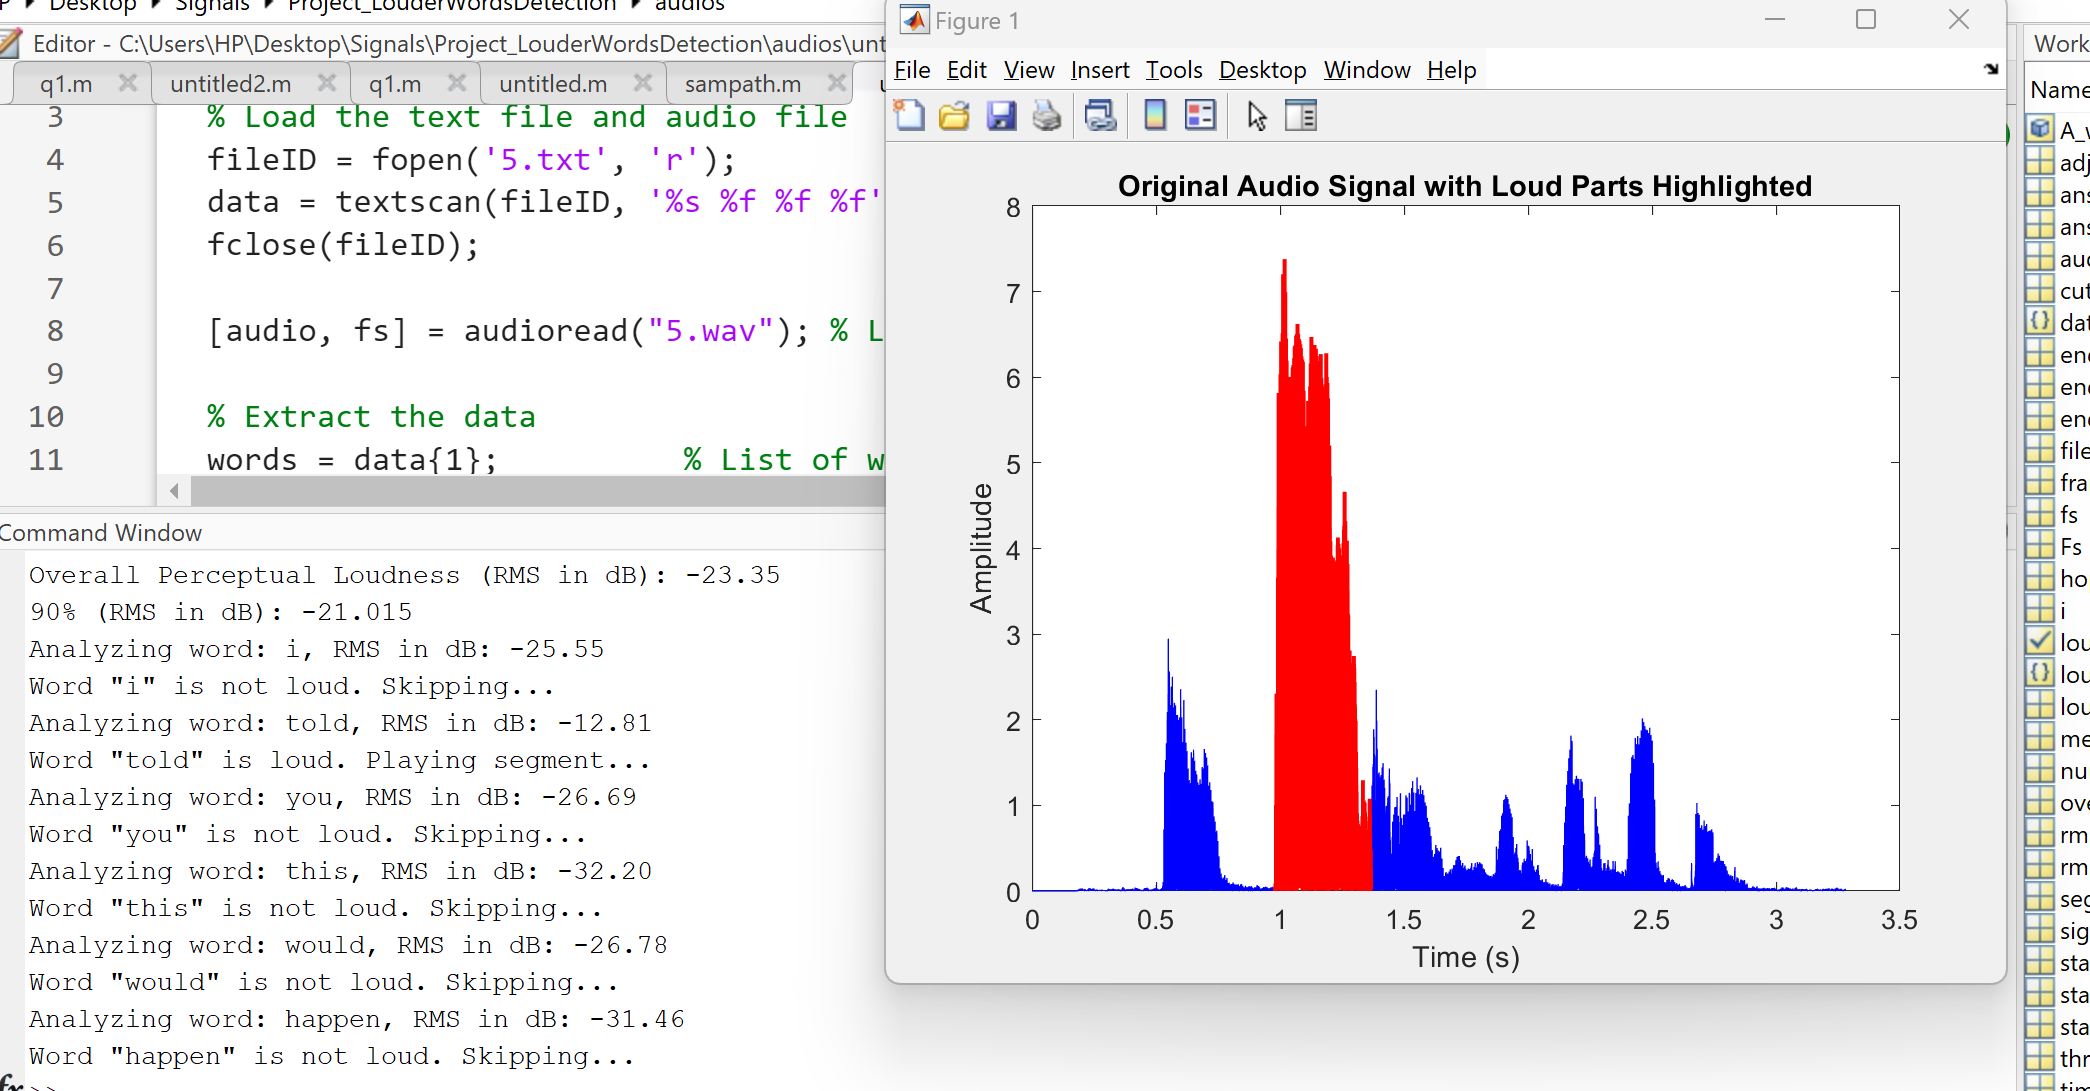 Desktop Signals Project_LouderWordsDetection audios
Editor - C:\Users\HP\Desktop\Signals\Project_LouderWordsDetection\audios\unt
q1.m untitled2.m q1.m untitled.m sampath.m
3 % Load the text file and audio file
4 fileID = fopen('5.txt', 'r');
5 data = textscan(fileID, '%s %f %f %f'
6 fclose(fileID);
7
8 [audio, fs] = audioread("5.wav"); % L
9
10 % Extract the data
11 words = data{1}; % List of w
Command Window
Overall Perceptual Loudness (RMS in dB): -23.35
90% (RMS in dB): -21.015
Analyzing word: i, RMS in dB: -25.55
Word "i" is not loud. Skipping...
Analyzing word: told, RMS in dB: -12.81
Word "told" is loud. Playing segment...
Analyzing word: you, RMS in dB: -26.69
Word "you" is not loud. Skipping...
Analyzing word: this, RMS in dB: -32.20
Word "this" is not loud. Skipping...
Analyzing word: would, RMS in dB: -26.78
Word "would" is not loud. Skipping...
Analyzing word: happen, RMS in dB: -31.46
Word "happen" is not loud. Skipping...
fx >>
Figure 1
File Edit View Insert Tools Desktop Window Help
Original Audio Signal with Loud Parts Highlighted
8
7
6
5
4
3
2
1
0
Amplitude
0 0.5 1 1.5 2 2.5 3 3.5
Time (s)
Work
Name
A_
adj
ans
ans
aud
cut
dat
end
end
end
file
fra
fs
Fs
ho
i
lou
lou
lou
me
nu
ove
rm
rm
seg
sig
sta
sta
sta
thr
tim